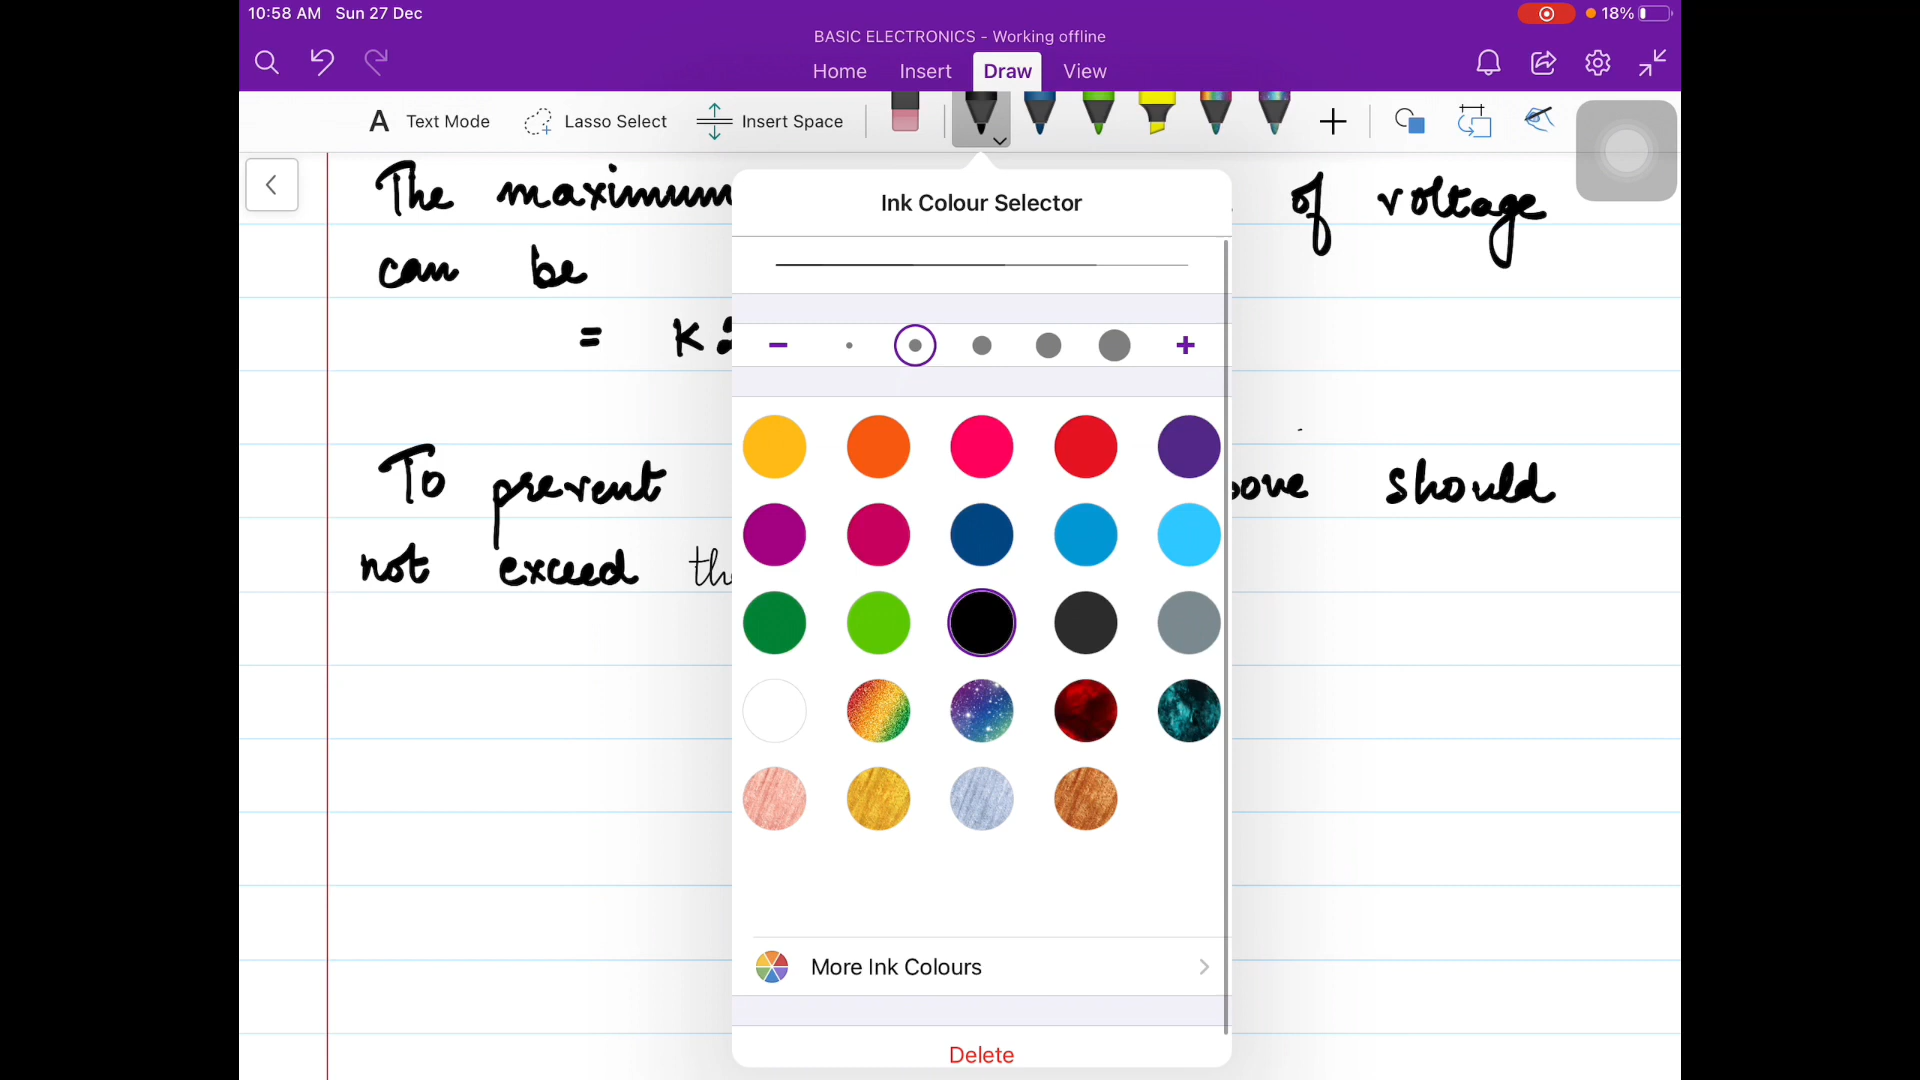 10:58 AM Sun 27 Dec
18%
BASIC ELECTRONICS - Working offline
Home Insert Draw View
A Text Mode Lasso Select Insert Space
Ink Colour Selector
The maximum of voltage
can be
= K
To prevent should
not exceed
More Ink Colours
Delete